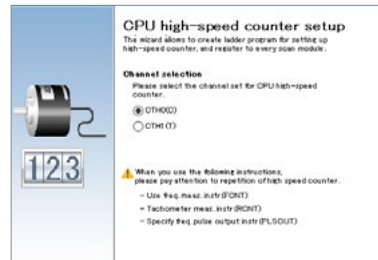 CPU high-speed counter setup
The wizard allows to create ladder program for setting up
high-speed counter, and register to every scan module.
Channel selection
Please select the channel set for CPU high-speed
counter.
CTH0(C)
CTH1(T)
When you use the following instructions,
please pay attention to repetition of high speed counter.
- Use freq. meas. instr(FCNT)
- Tachometer meas. instr(RCNT)
- Specify freq. pulse output instr(PLSOUT)
123